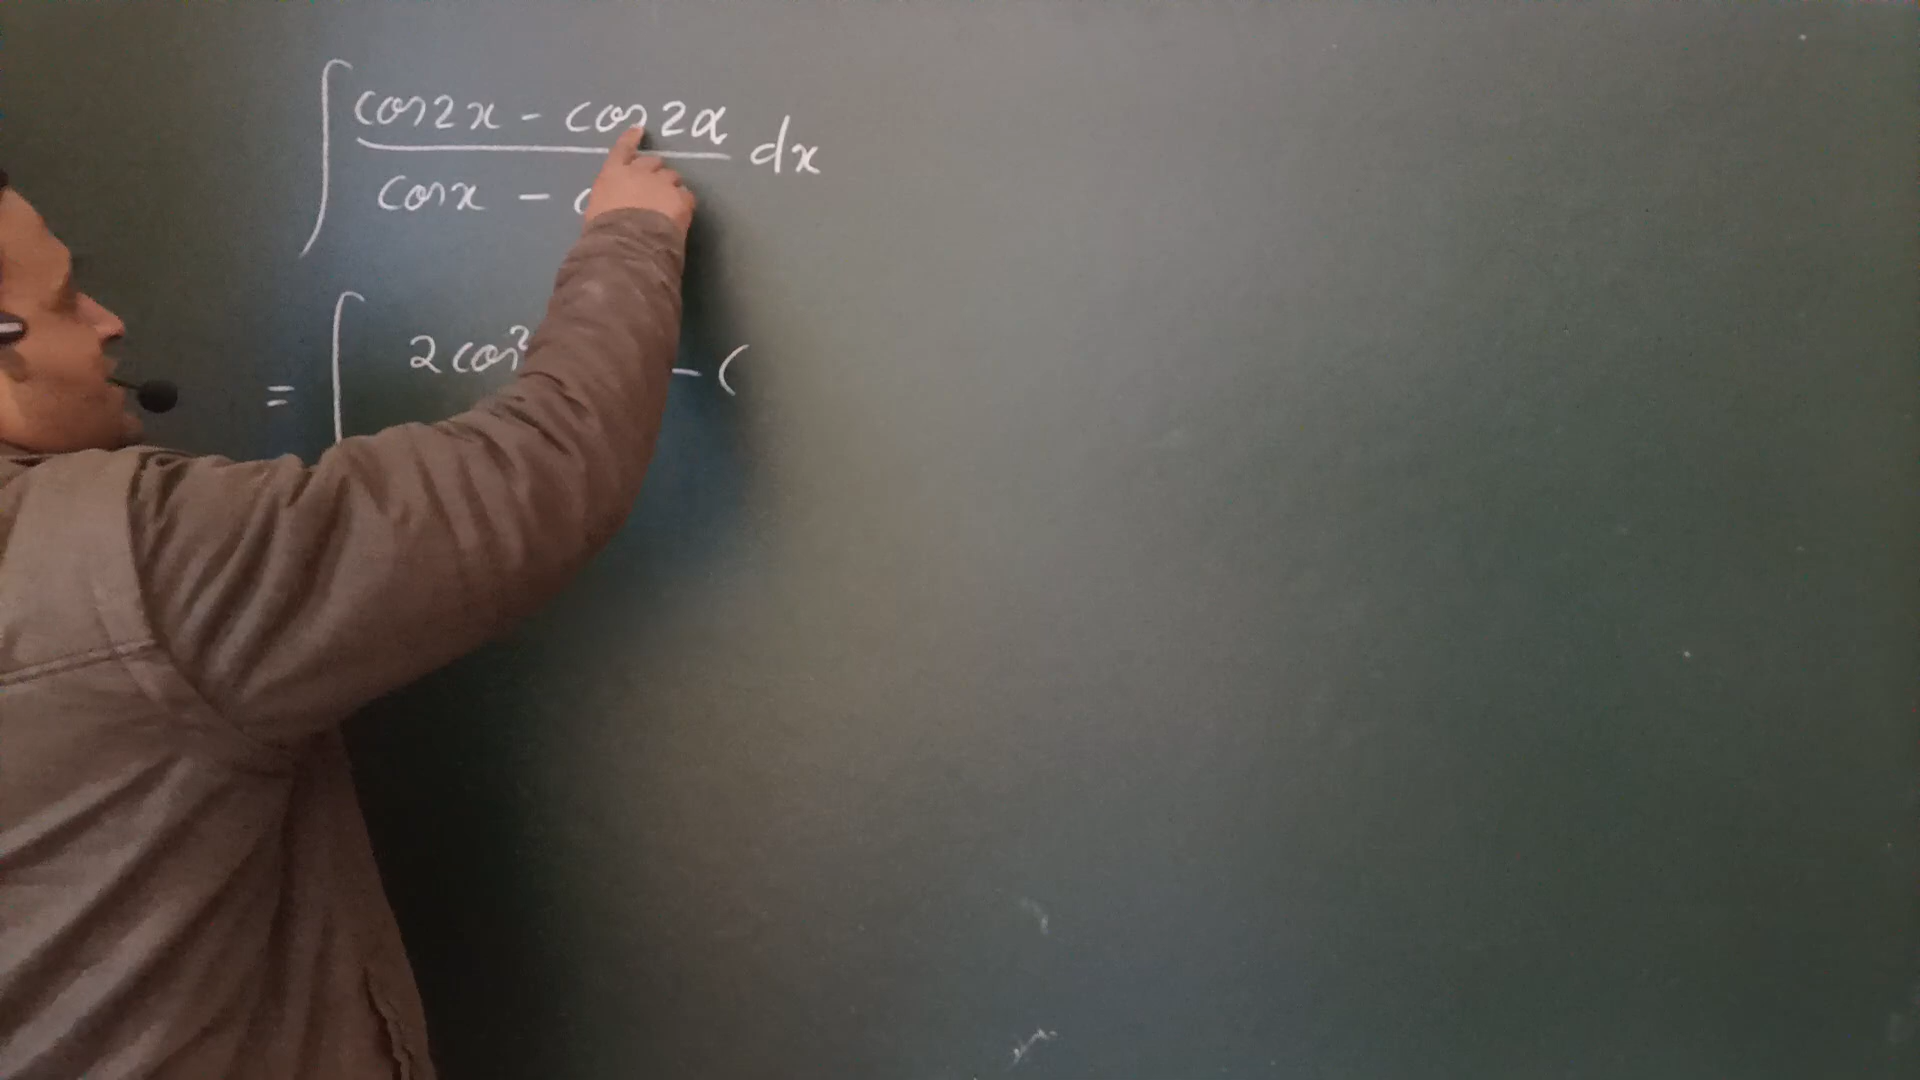 ∫ cos2x - cos2α / cosx - c dx
= ∫ 2cos² - (